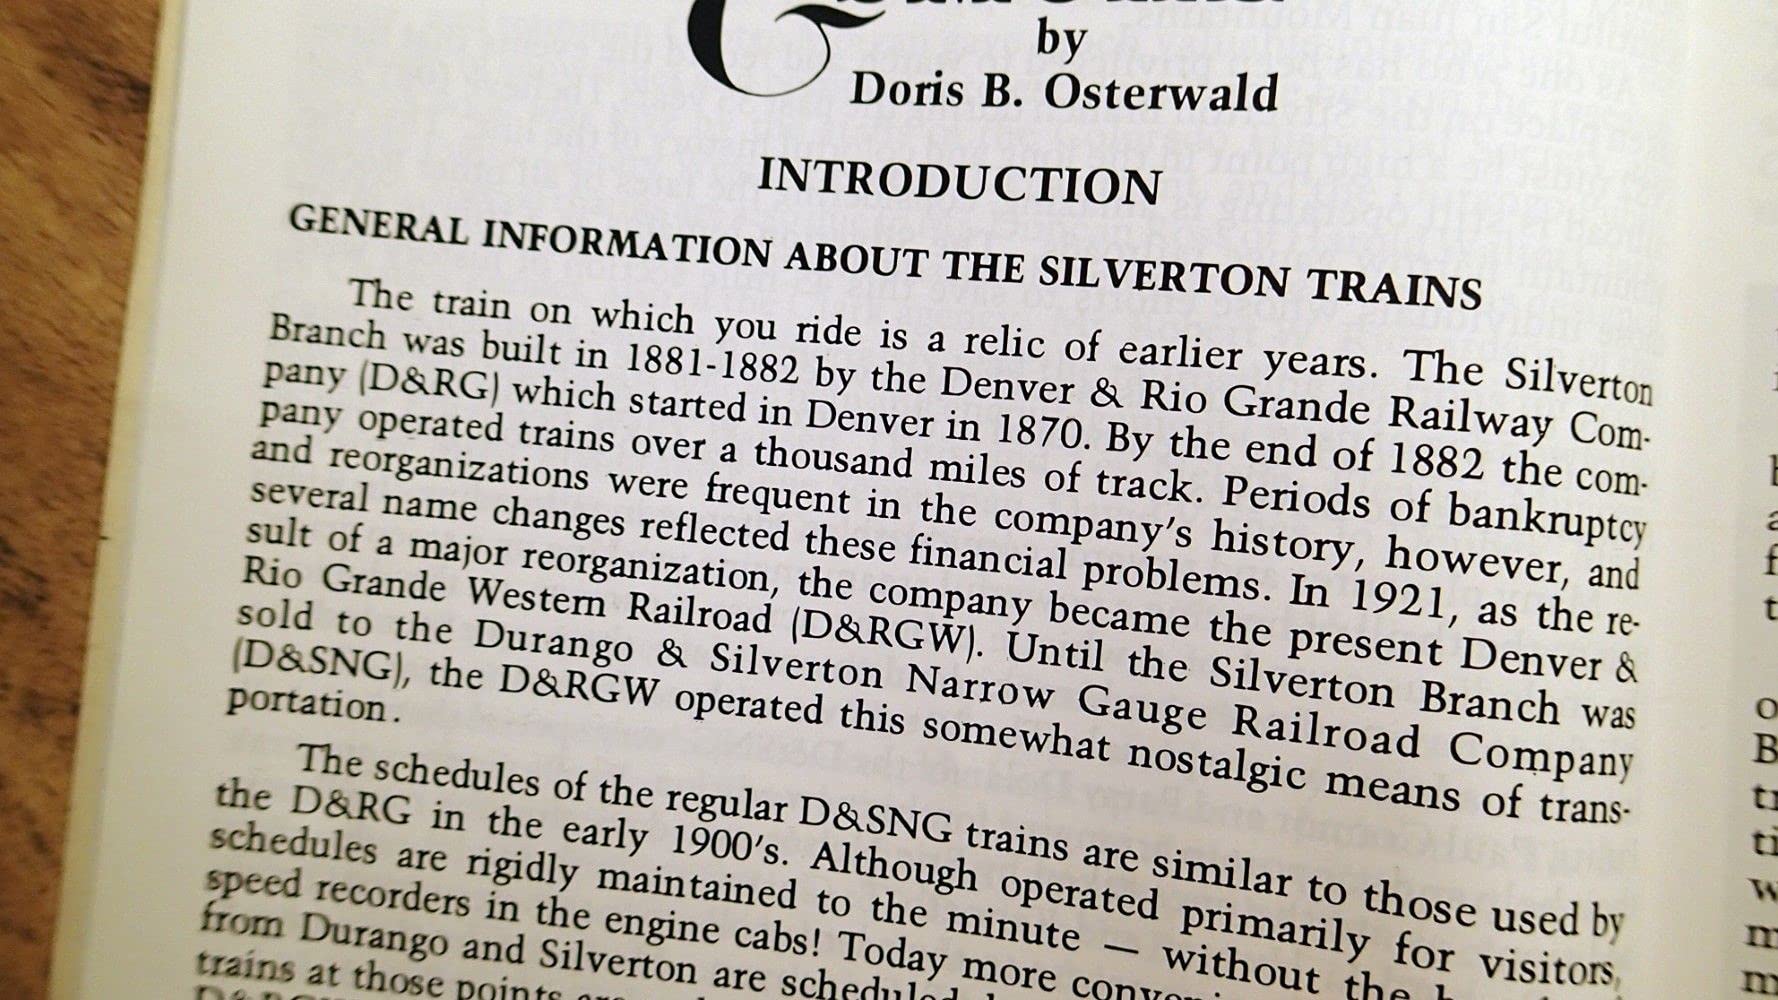 by
Doris B. Osterwald
INTRODUCTION
GENERAL INFORMATION ABOUT THE SILVERTON TRAINS
The train on which you ride is a relic of earlier years. The Silverton
Branch was built in 1881-1882 by the Denver & Rio Grande Railway Com-
pany (D&RG) which started in Denver in 1870. By the end of 1882 the com-
pany operated trains over a thousand miles of track. Periods of bankruptcy
and reorganizations were frequent in the company's history, however, and
several name changes reflected these financial problems. In 1921, as the re-
sult of a major reorganization, the company became the present Denver &
Rio Grande Western Railroad (D&RGW). Until the Silverton Branch was
sold to the Durango & Silverton Narrow Gauge Railroad Company
(D&SNG), the D&RGW operated this somewhat nostalgic means of trans-
portation.
The schedules of the regular D&SNG trains are similar to those used by
the D&RG in the early 1900's. Although operated primarily for visitors,
schedules are rigidly maintained to the minute — without the
speed recorders in the engine cabs! Today more
from Durango and Silverton are scheduled
trains at those points